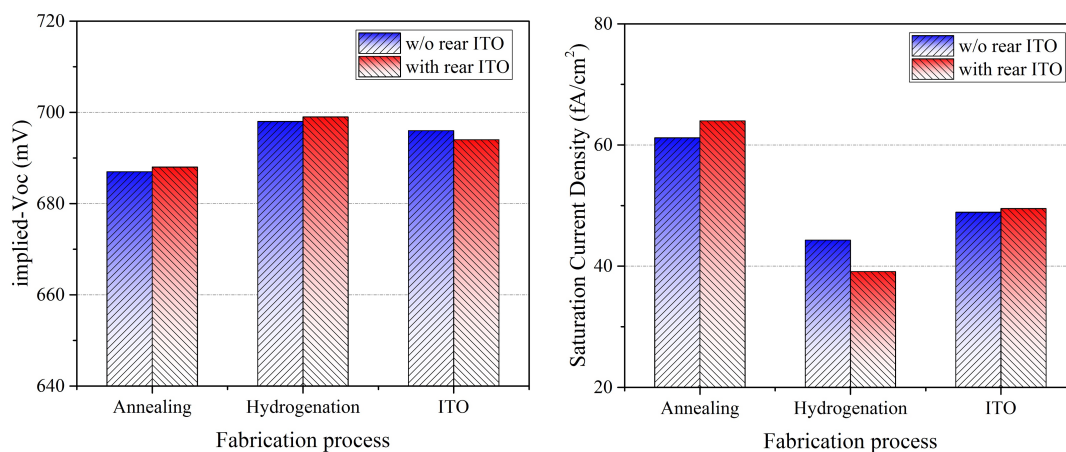 720
700
680
660
640
implied-Voc (mV)
w/o rear ITO
with rear ITO
Annealing
Hydrogenation
ITO
Fabrication process
80
60
40
20
Saturation Current Density (fA/cm²)
w/o rear ITO
with rear ITO
Annealing
Hydrogenation
ITO
Fabrication process